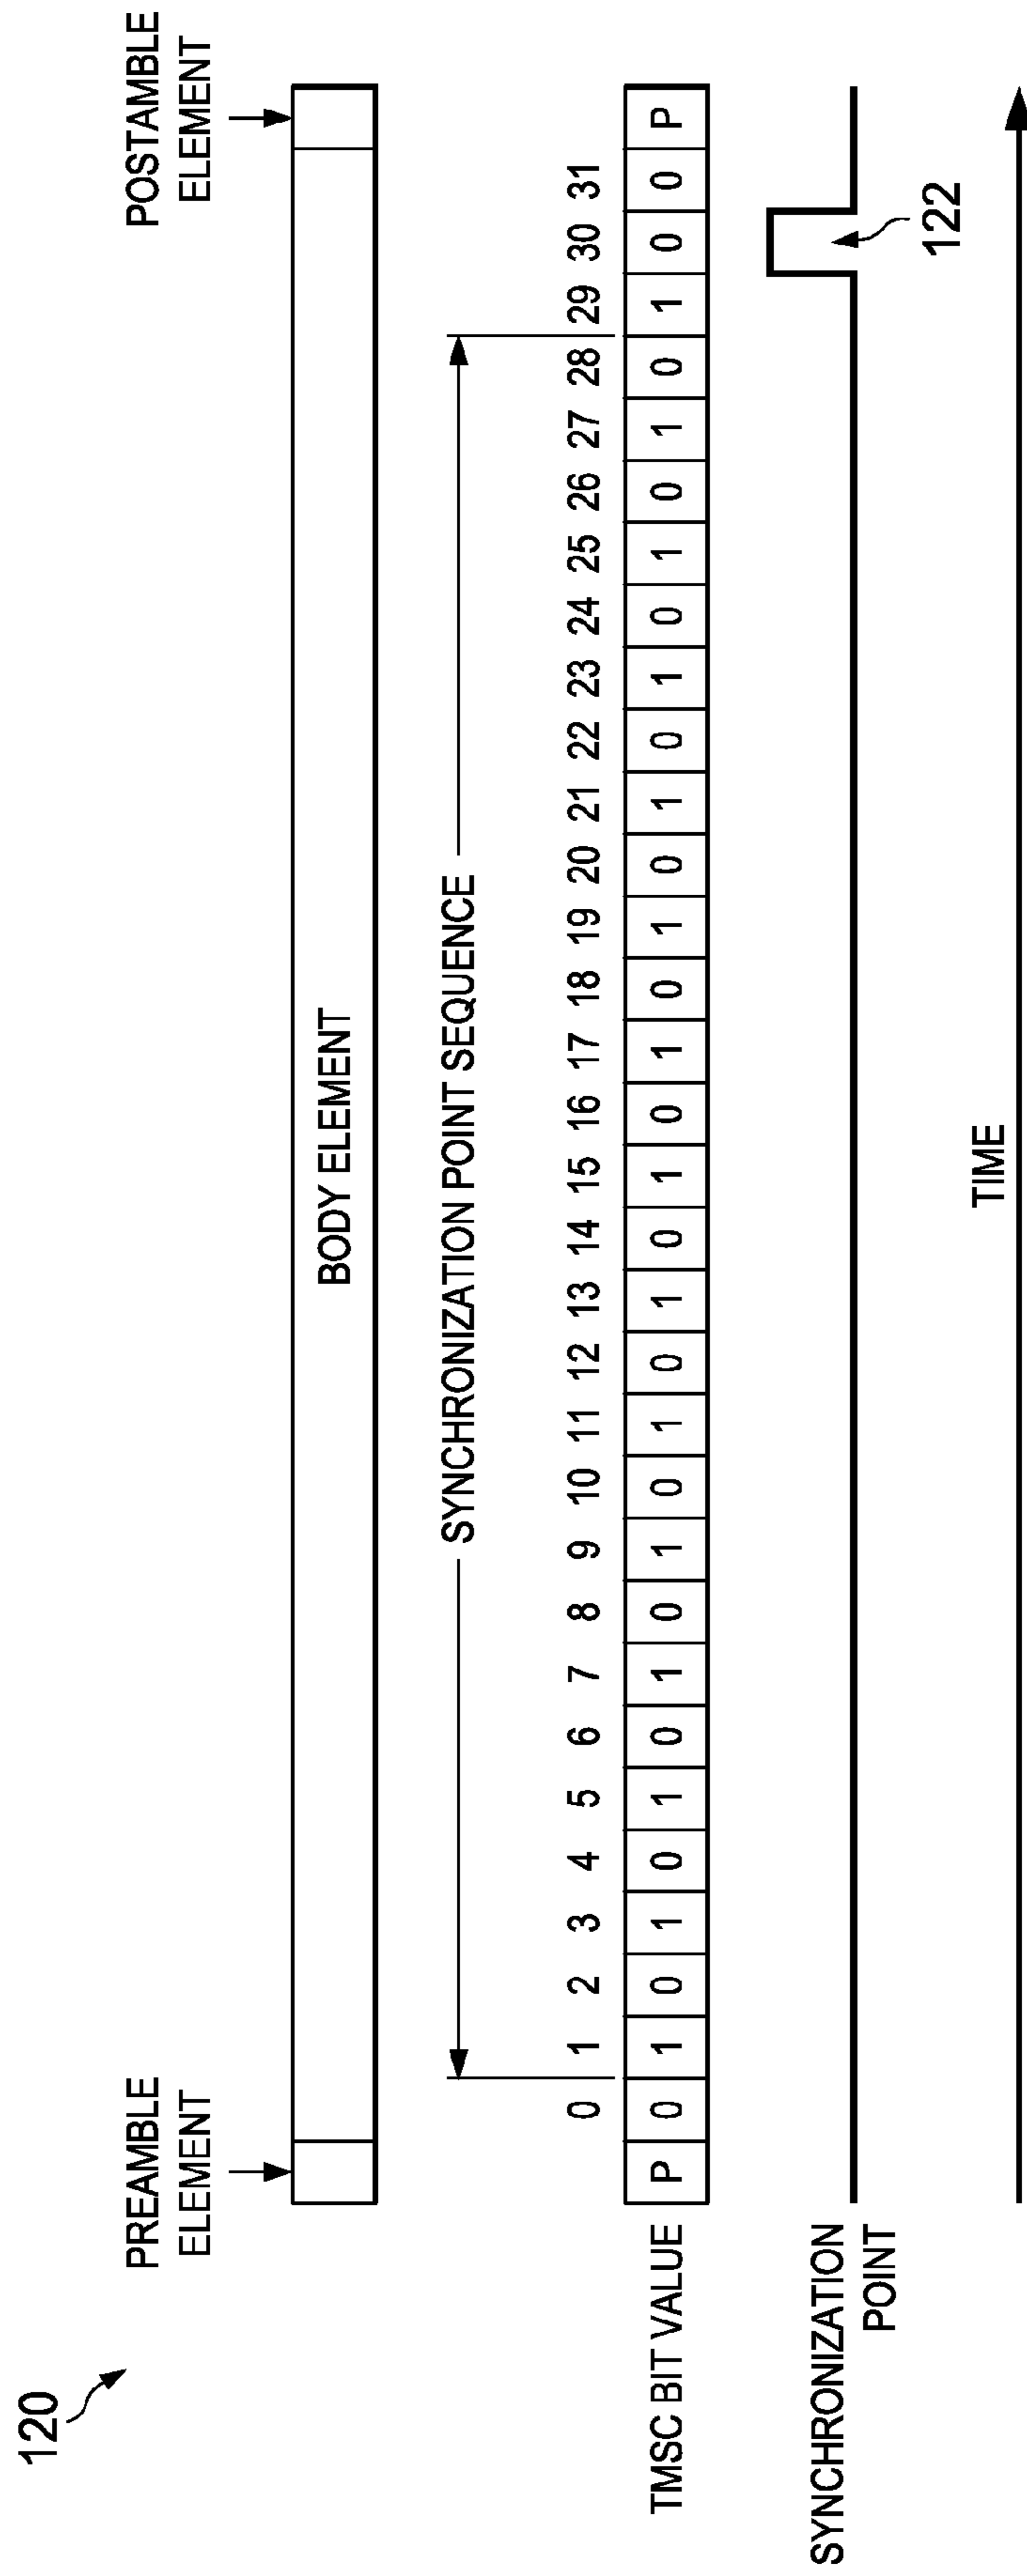 120
PREAMBLE
ELEMENT
POSTAMBLE
ELEMENT
BODY ELEMENT
SYNCHRONIZATION POINT SEQUENCE
0 1 2 3 4 5 6 7 8 9 10 11 12 13 14 15 16 17 18 19 20 21 22 23 24 25 26 27 28 29 30 31
TMSC BIT VALUE P 0 1 0 1 0 1 0 1 0 1 0 1 0 1 0 1 0 1 0 1 0 1 0 1 0 1 0 1 0 1 0 0 P
SYNCHRONIZATION
POINT
122
TIME